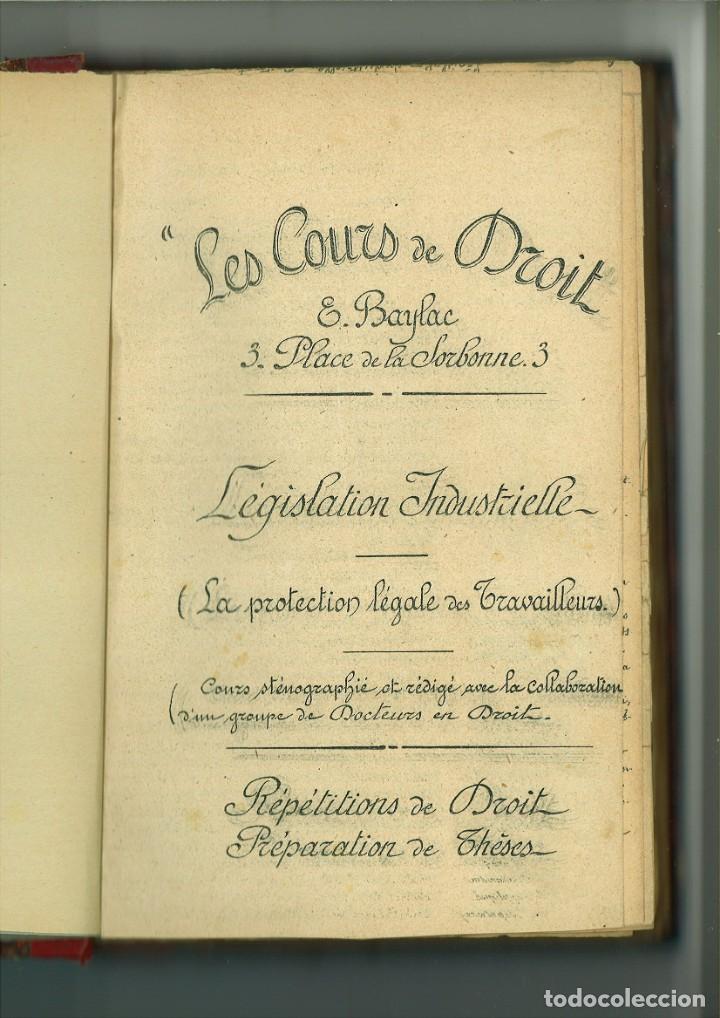 "Les Cours de Droit
E. Baylac
3. Place de la Sorbonne. 3
Législation Industrielle
(La protection légale des Travailleurs.)
(Cours sténographié et rédigé avec la collaboration
d'un groupe de Docteurs en Droit.
Répétitions de Droit
Préparation de Thèses
todocoleccion